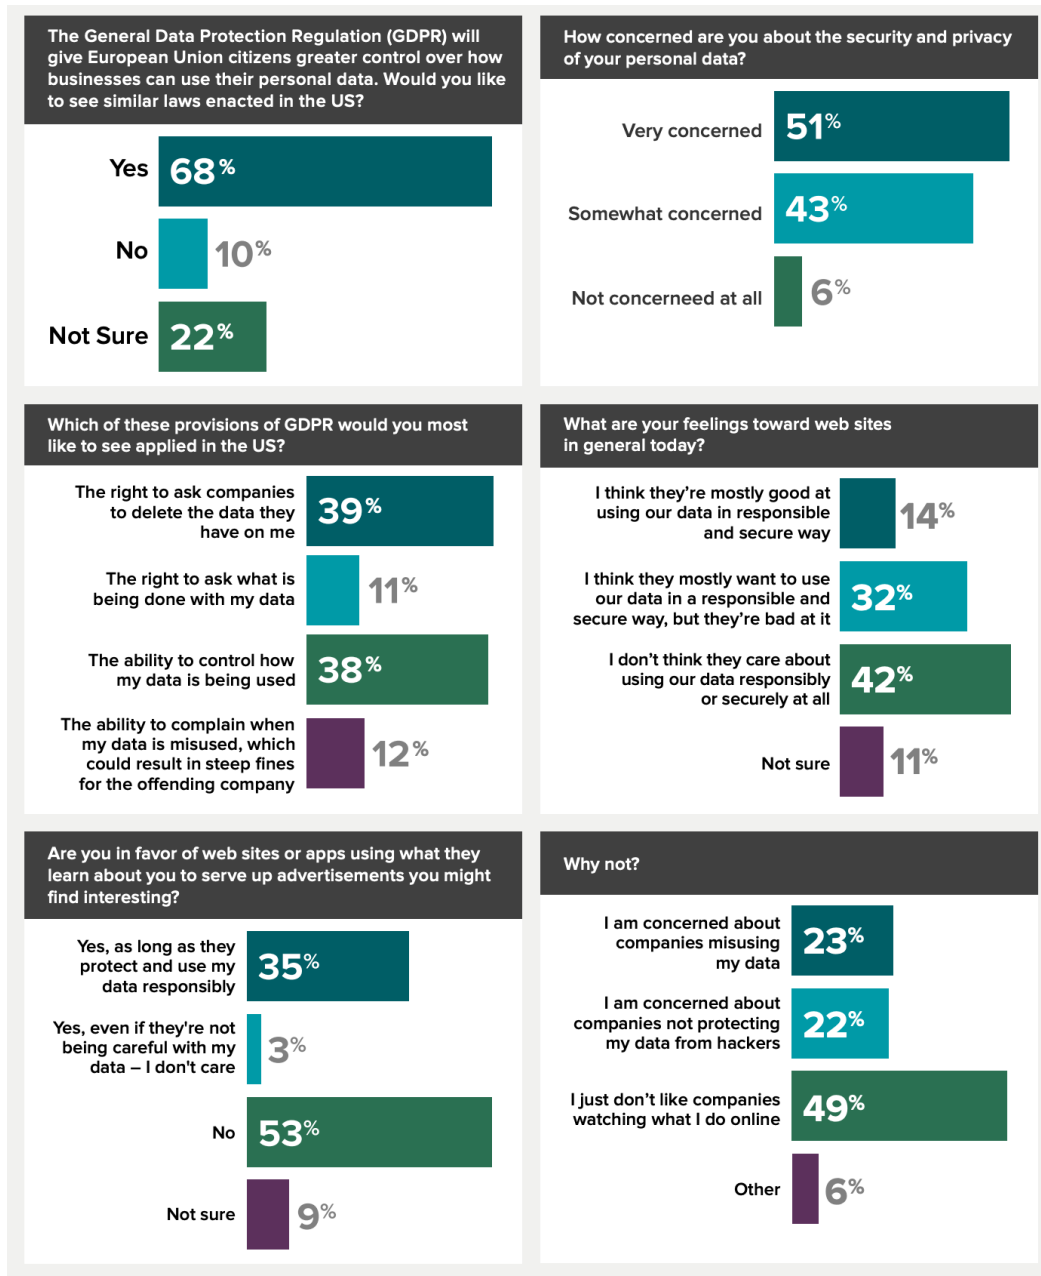 The General Data Protection Regulation (GDPR) will
give European Union citizens greater control over how
businesses can use their personal data. Would you like
to see similar laws enacted in the US?
Yes
68%
No
10%
Not Sure
22%
How concerned are you about the security and privacy
of your personal data?
Very concerned
51%
Somewhat concerned
43%
Not concerneed at all
6%
Which of these provisions of GDPR would you most
like to see applied in the US?
The right to ask companies
to delete the data they
have on me
39%
The right to ask what is
being done with my data
11%
The ability to control how
my data is being used
38%
The ability to complain when
my data is misused, which
could result in steep fines
for the offending company
12%
What are your feelings toward web sites
in general today?
I think they're mostly good at
using our data in responsible
and secure way
14%
I think they mostly want to use
our data in a responsible and
secure way, but they're bad at it
32%
I don't think they care about
using our data responsibly
or securely at all
42%
Not sure
11%
Are you in favor of web sites or apps using what they
learn about you to serve up advertisements you might
find interesting?
Yes, as long as they
protect and use my
data responsibly
35%
Yes, even if they're not
being careful with my
data – I don't care
3%
No
53%
Not sure
9%
Why not?
I am concerned about
companies misusing
my data
23%
I am concerned about
companies not protecting
my data from hackers
22%
I just don't like companies
watching what I do online
49%
Other
6%